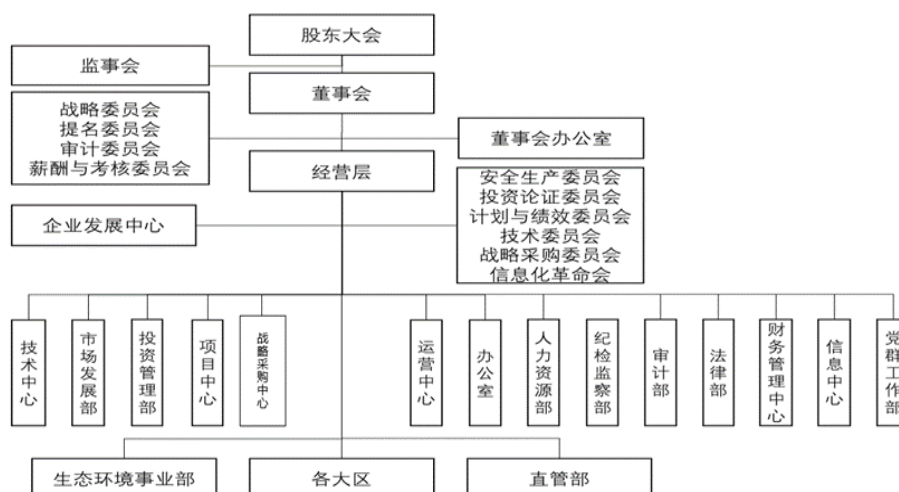 股东大会
监事会
董事会
战略委员会
提名委员会
审计委员会
薪酬与考核委员会
董事会办公室
经营层
安全生产委员会
投资论证委员会
计划与绩效委员会
技术委员会
战略采购委员会
信息化革命会
企业发展中心
技术中心
市场发展部
投资管理部
项目中心
战略采购中心
运营中心
办公室
人力资源部
纪检监察部
审计部
法律部
财务管理中心
信息中心
党群工作部
生态环境事业部
各大区
直管部